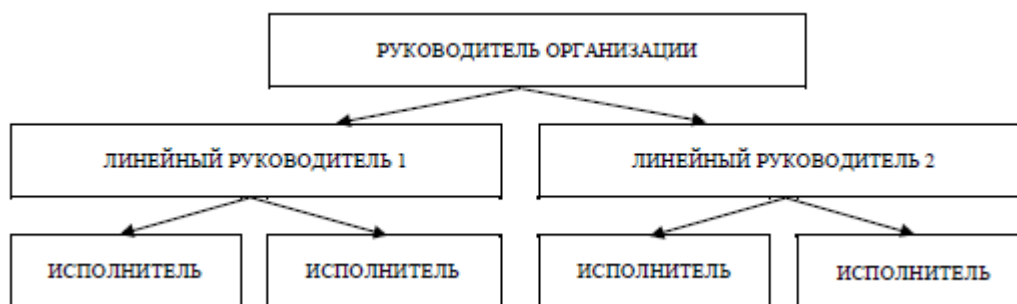 РУКОВОДИТЕЛЬ ОРГАНИЗАЦИИ
ЛИНЕЙНЫЙ РУКОВОДИТЕЛЬ 1
ЛИНЕЙНЫЙ РУКОВОДИТЕЛЬ 2
ИСПОЛНИТЕЛЬ
ИСПОЛНИТЕЛЬ
ИСПОЛНИТЕЛЬ
ИСПОЛНИТЕЛЬ